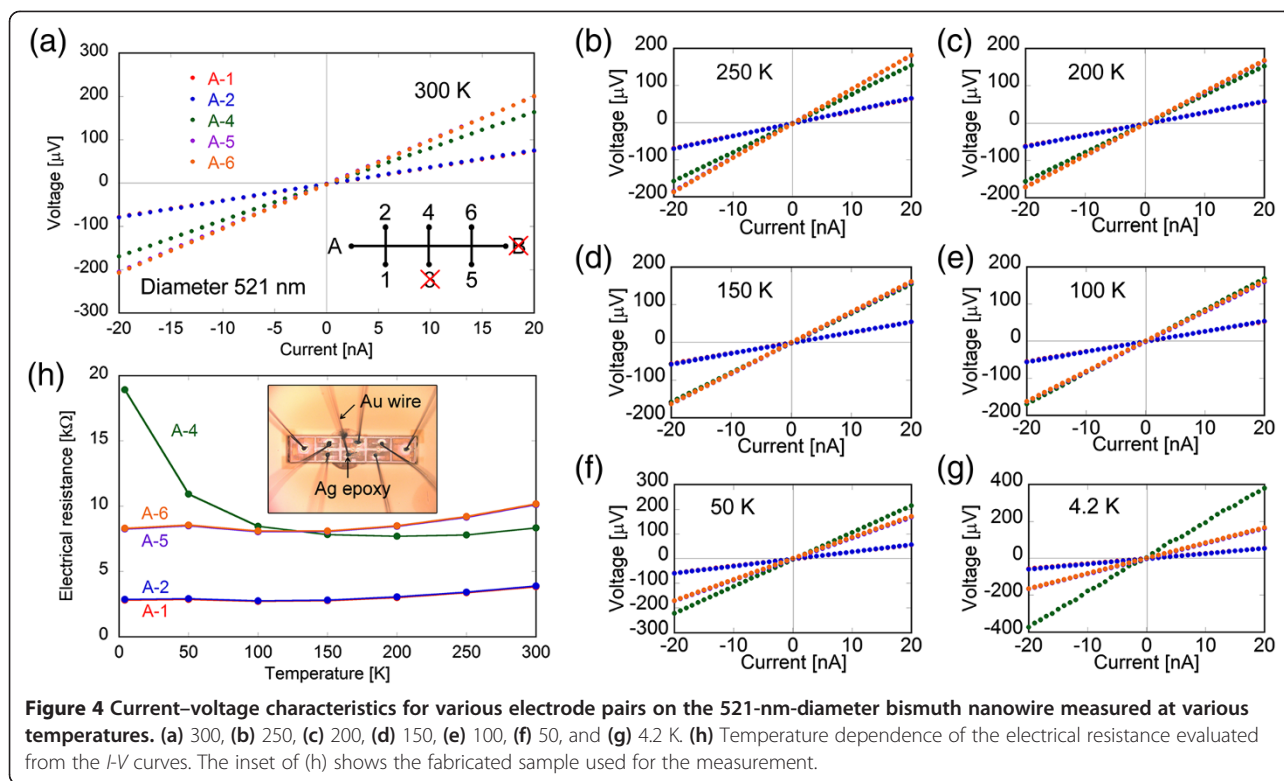 (a)
300
200
100
0
-100
-200
-300
Voltage [μV]
A-1
A-2
A-4
A-5
A-6
300 K
2 4 6
A B
1 3 5
Diameter 521 nm
-20 -15 -10 -5 0 5 10 15 20
Current [nA]
(b)
200
100
0
-100
-200
Voltage [μV]
250 K
-20 -10 0 10 20
Current [nA]
(c)
200
100
0
-100
-200
Voltage [μV]
200 K
-20 -10 0 10 20
Current [nA]
(d)
200
100
0
-100
-200
Voltage [μV]
150 K
-20 -10 0 10 20
Current [nA]
(e)
200
100
0
-100
-200
Voltage [μV]
100 K
-20 -10 0 10 20
Current [nA]
(h)
20
15
10
5
0
Electrical resistance [kΩ]
A-4
Au wire
Ag epoxy
A-6
A-5
A-2
A-1
0 50 100 150 200 250 300
Temperature [K]
(f)
300
200
100
0
-100
-200
-300
Voltage [μV]
50 K
-20 -10 0 10 20
Current [nA]
(g)
400
200
0
-200
-400
Voltage [μV]
4.2 K
-20 -10 0 10 20
Current [nA]
Figure 4 Current–voltage characteristics for various electrode pairs on the 521-nm-diameter bismuth nanowire measured at various
temperatures. (a) 300, (b) 250, (c) 200, (d) 150, (e) 100, (f) 50, and (g) 4.2 K. (h) Temperature dependence of the electrical resistance evaluated
from the I-V curves. The inset of (h) shows the fabricated sample used for the measurement.